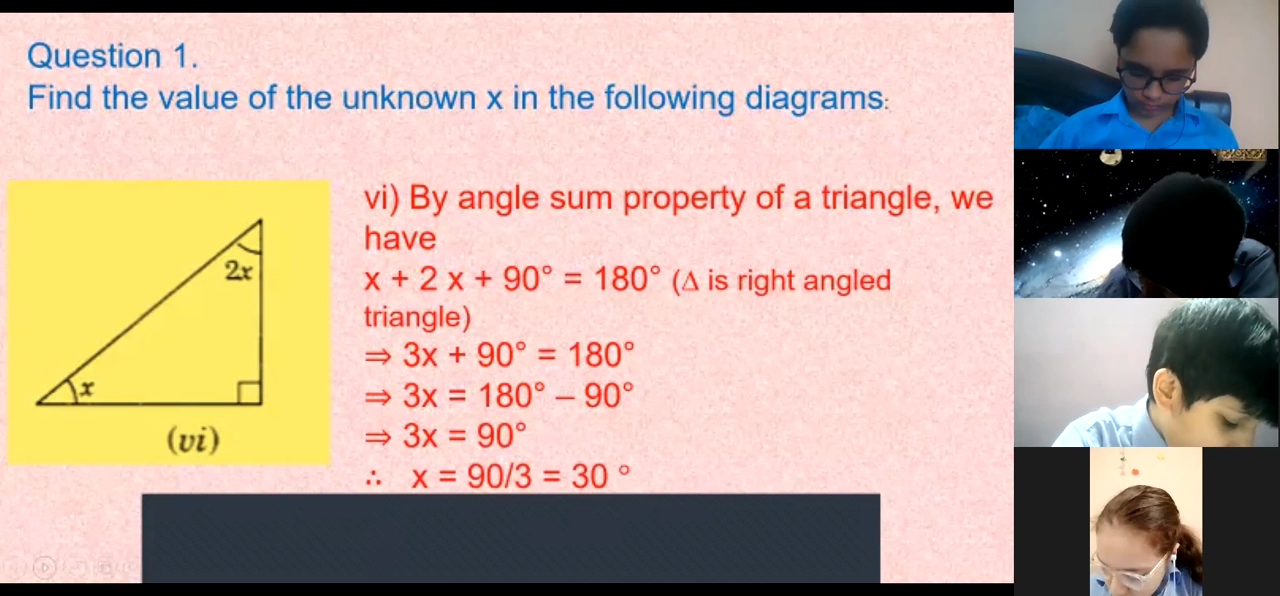 Question 1.
Find the value of the unknown x in the following diagrams:
2x
x
(vi)
vi) By angle sum property of a triangle, we
have
x + 2 x + 90° = 180° (Δ is right angled
triangle)
⇒ 3x + 90° = 180°
⇒ 3x = 180° – 90°
⇒ 3x = 90°
∴ x = 90/3 = 30 °